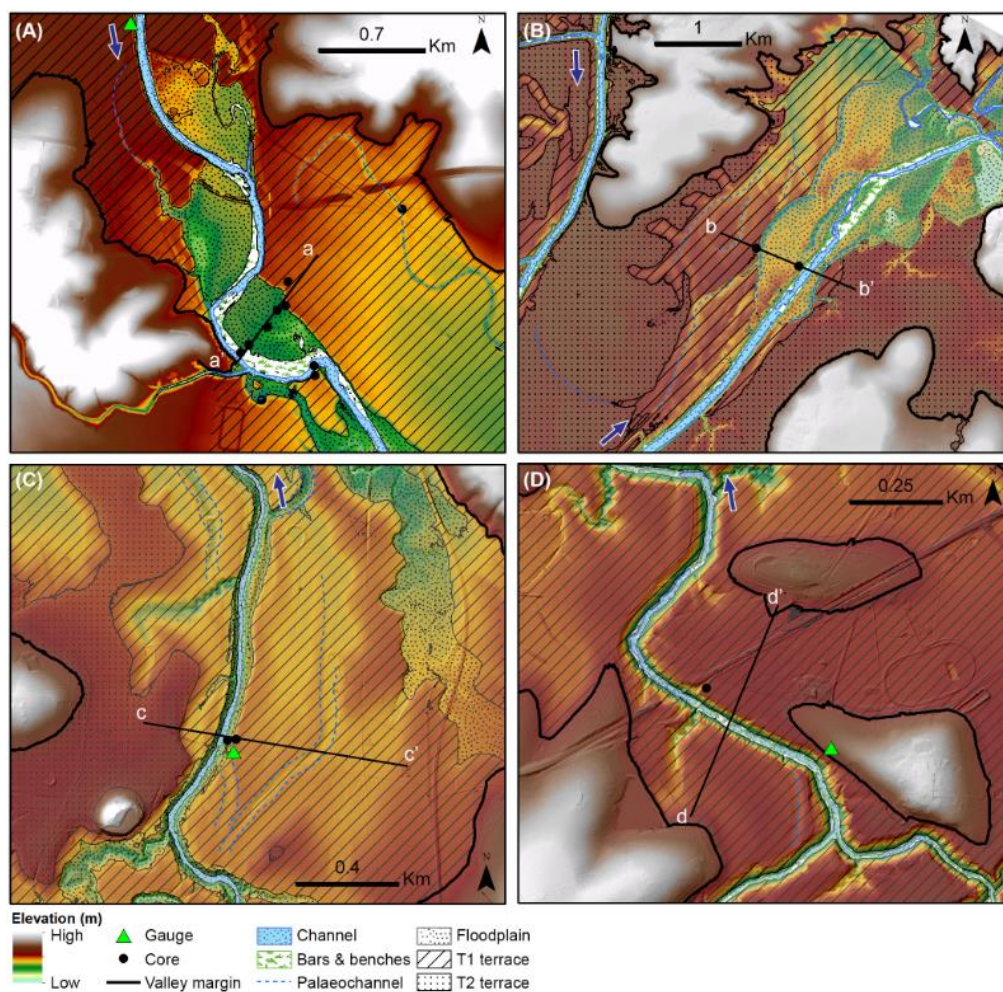 (A)
0.7
Km
N
a
a'
(B)
1
Km
N
b
b'
(C)
c
c'
0.4
Km
N
(D)
0.25
Km
N
d'
d
Elevation (m)
High
Low
Gauge
Core
Valley margin
Channel
Bars & benches
Palaeochannel
Floodplain
T1 terrace
T2 terrace